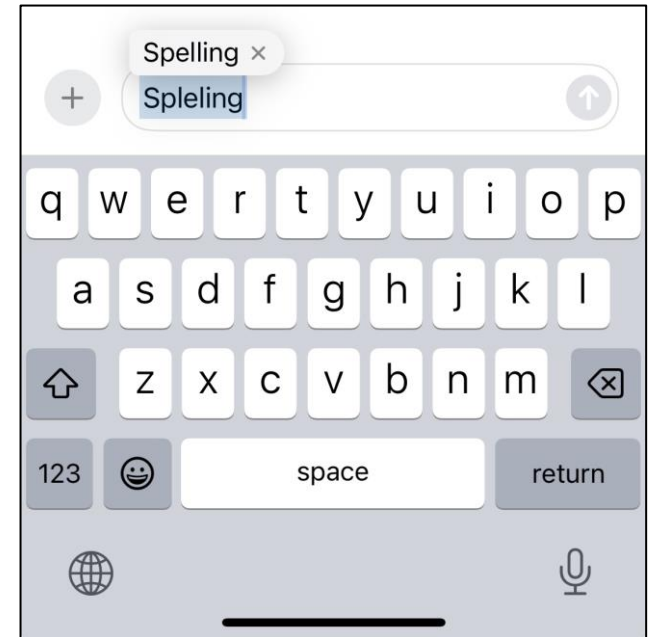 Spelling ×
Spleling
q w e r t y u i o p
a s d f g h j k l
z x c v b n m
123 space return